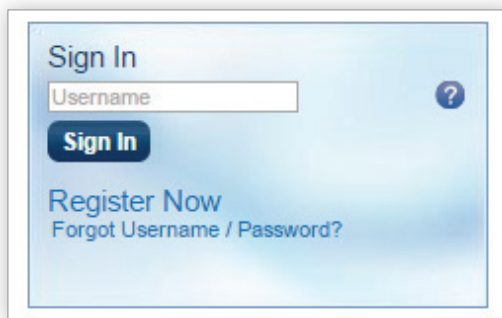 Sign In
Username
?
Sign In
Register Now
Forgot Username / Password?